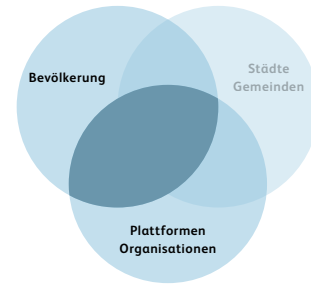 Städte
Gemeinden
Bevölkerung
Plattformen
Organisationen